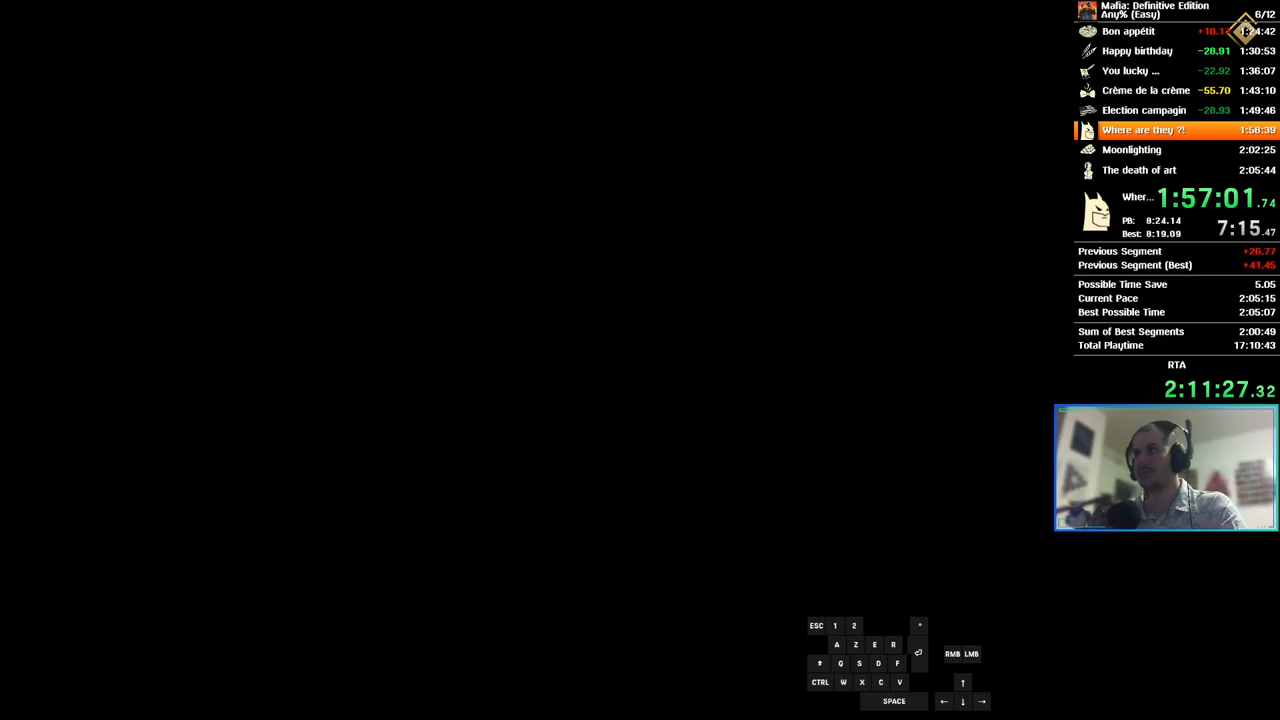 Mafia: Definitive Edition
Any% (Easy) 6/12
Bon appétit +10.1 1:24:42
Happy birthday -28.91 1:30:53
You lucky ... -22.92 1:36:07
Crème de la crème -55.70 1:43:10
Election campagin -28.93 1:49:46
Where are they ?! 1:58:39
Moonlighting 2:02:25
The death of art 2:05:44
Wher... 1:57:01.74
PB: 8:24.14 7:15.47
Best: 8:19.09
Previous Segment +26.77
Previous Segment (Best) +41.45
Possible Time Save 5.05
Current Pace 2:05:15
Best Possible Time 2:05:07
Sum of Best Segments 2:00:49
Total Playtime 17:10:43
RTA
2:11:27.32
ESC 1 2 °
A Z E R
Q S D F RMB LMB
CTRL W X C V
SPACE